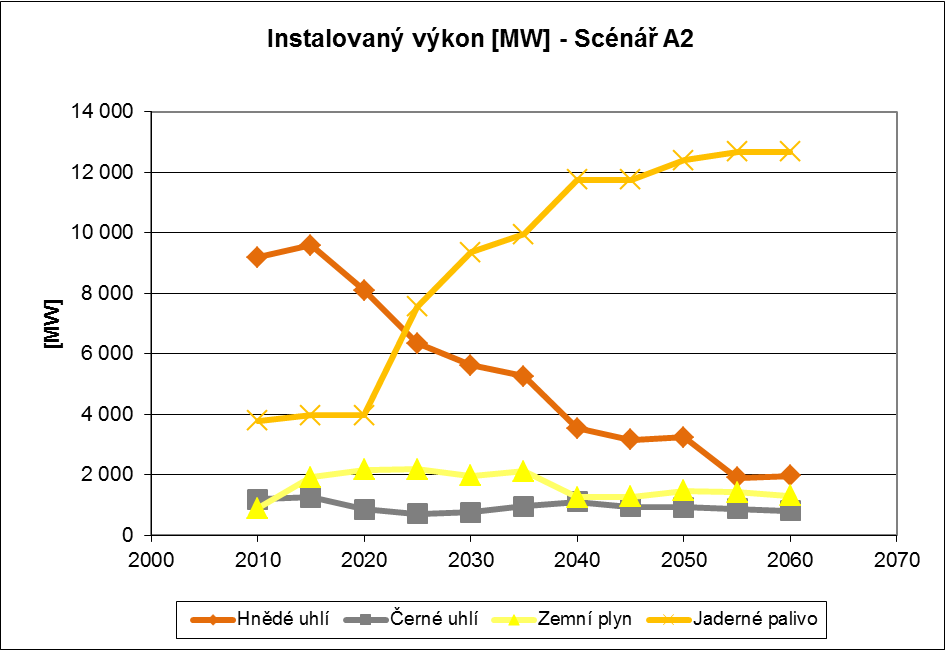 Instalovaný výkon [MW] - Scénář A2
14 000
12 000
10 000
8 000
6 000
4 000
2 000
0
[MW]
2000 2010 2020 2030 2040 2050 2060 2070
Hnědé uhlí Černé uhlí Zemní plyn Jaderné palivo